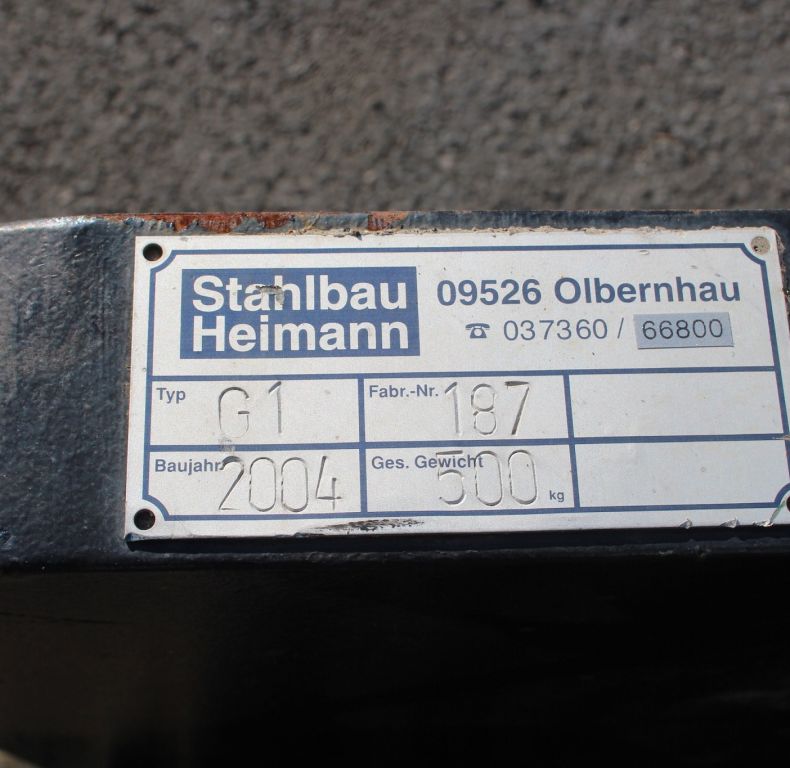 Stahlbau Heimann
09526 Olbernhau
☎ 037360 / 66800
Typ G1
Fabr.-Nr. 187
Baujahr 2004
Ges. Gewicht 500 kg